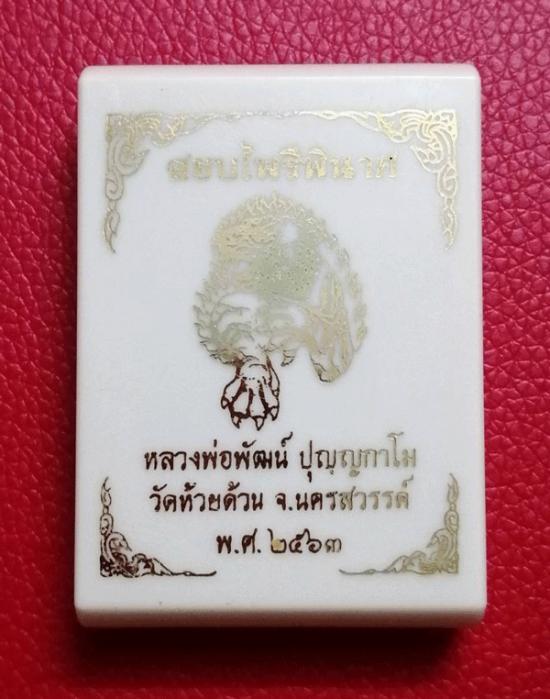 สยบไพรีพินาศ
หลวงพ่อพัฒน์ ปุญญกาโม
วัดห้วยด้วน จ.นครสวรรค์
พ.ศ. ๒๕๖๓